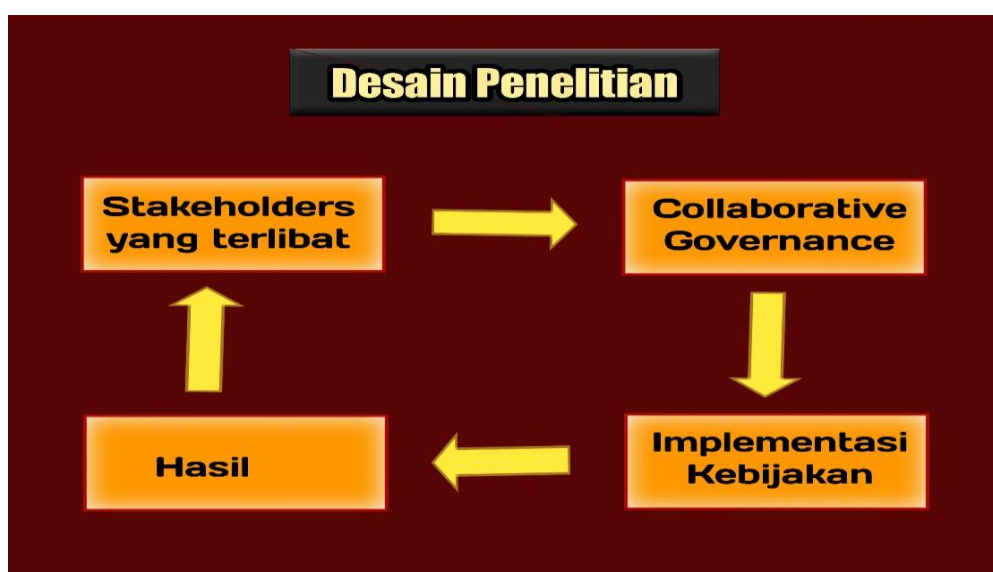 Desain Penelitian
Stakeholders
yang terlibat
Collaborative
Governance
Hasil
Implementasi
Kebijakan